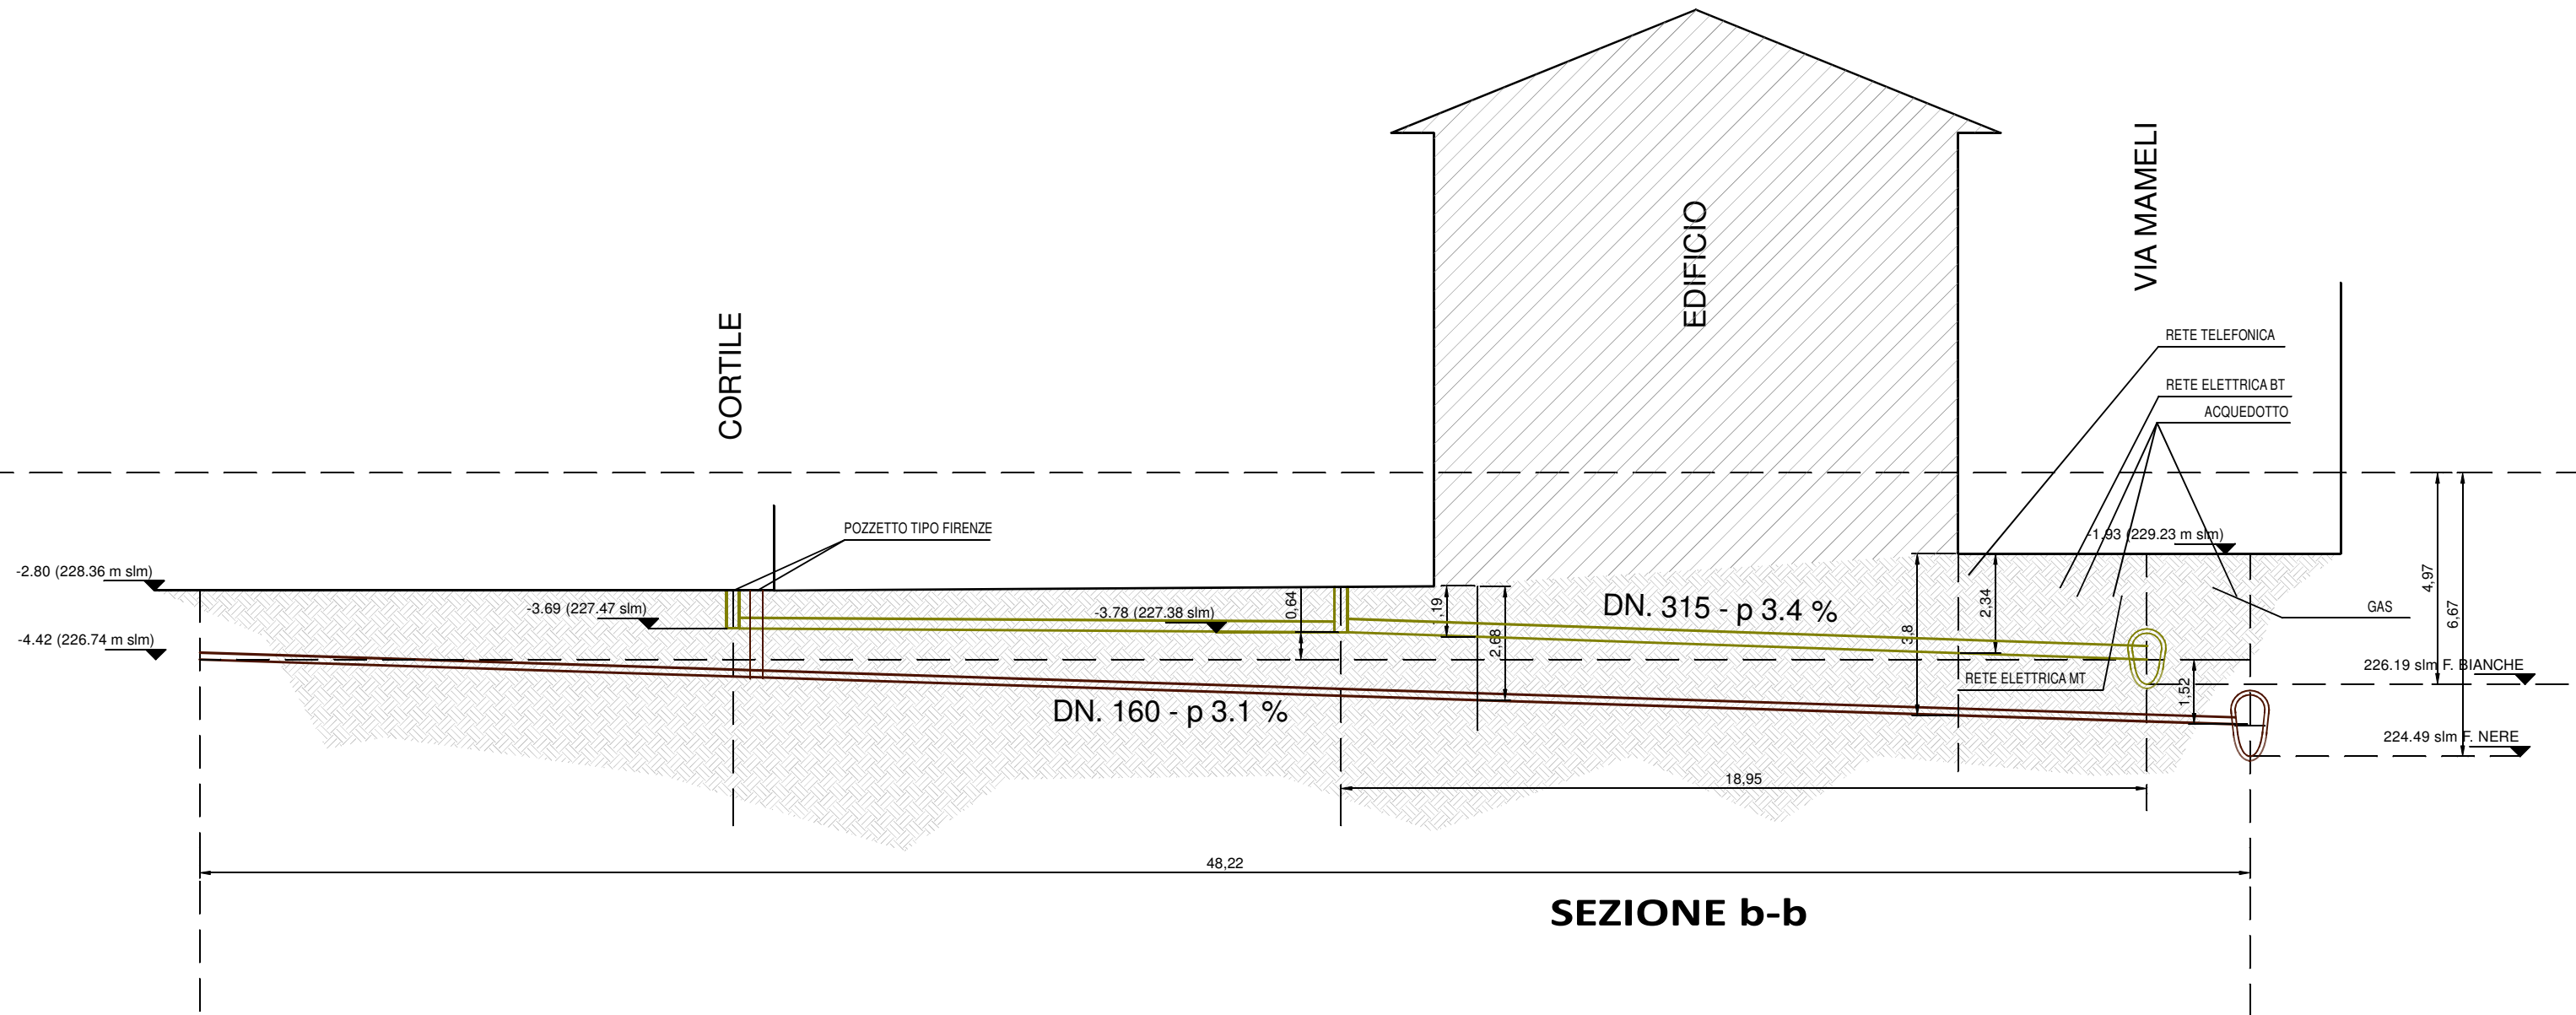 EDIFICIO
VIA MAMELI
CORTILE
RETE TELEFONICA
RETE ELETTRICA BT
ACQUEDOTTO
POZZETTO TIPO FIRENZE
-1.93 (229.23 m slm)
-2.80 (228.36 m slm)
-3.69 (227.47 slm)
-3.78 (227.38 slm)
0,64
,19
2,68
DN. 315 - p 3.4 %
3,8
2,34
GAS
4,97
6,67
-4.42 (226.74 m slm)
226.19 slm F. BIANCHE
RETE ELETTRICA MT
1,52
DN. 160 - p 3.1 %
224.49 slm F. NERE
18,95
48,22
SEZIONE b-b